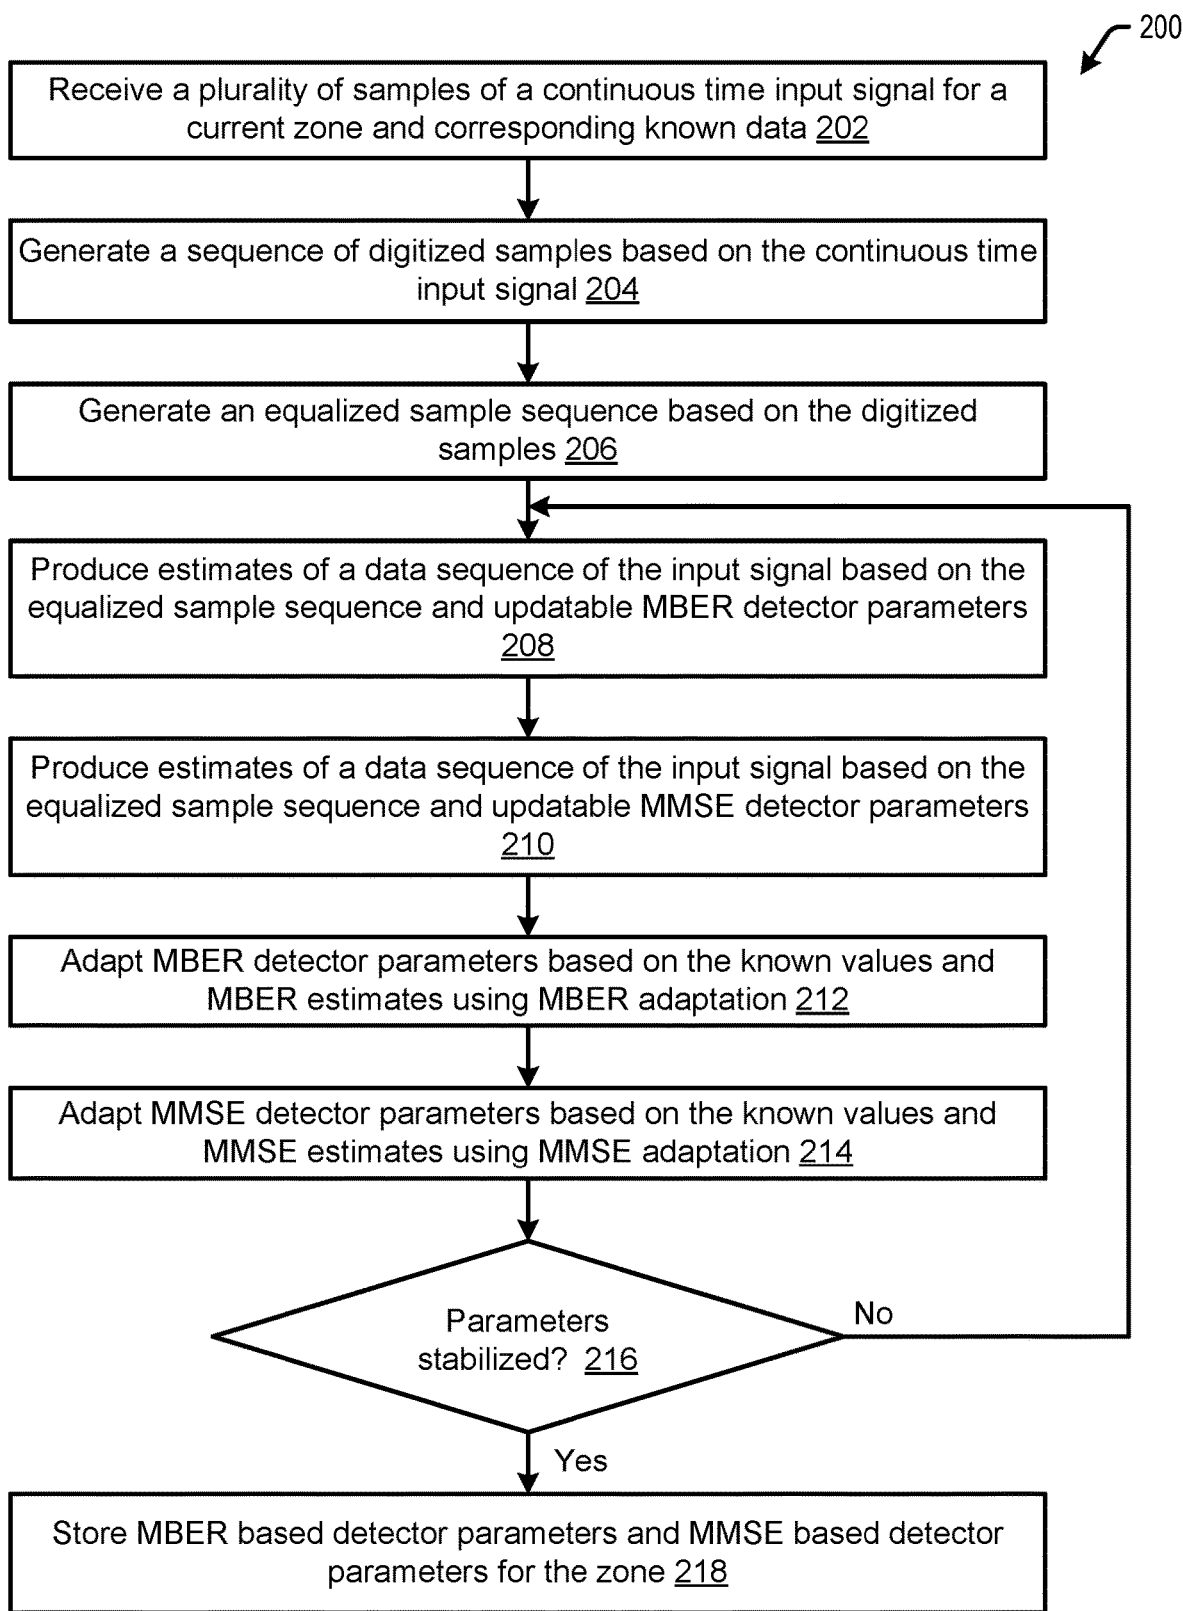 200
Receive a plurality of samples of a continuous time input signal for a
current zone and corresponding known data 202
Generate a sequence of digitized samples based on the continuous time
input signal 204
Generate an equalized sample sequence based on the digitized
samples 206
Produce estimates of a data sequence of the input signal based on the
equalized sample sequence and updatable MBER detector parameters
208
Produce estimates of a data sequence of the input signal based on the
equalized sample sequence and updatable MMSE detector parameters
210
Adapt MBER detector parameters based on the known values and
MBER estimates using MBER adaptation 212
Adapt MMSE detector parameters based on the known values and
MMSE estimates using MMSE adaptation 214
Parameters
stabilized? 216
No
Yes
Store MBER based detector parameters and MMSE based detector
parameters for the zone 218